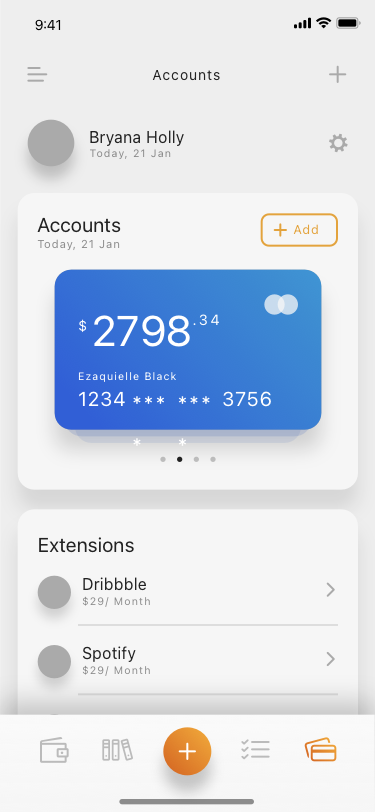 9:41
Accounts
Bryana Holly
Today, 21 Jan
Accounts
Today, 21 Jan
Add
$2798.34
Ezaquielle Black
1234 *** *** 3756
* *
Extensions
Dribbble
$29/ Month
Spotify
$29/ Month